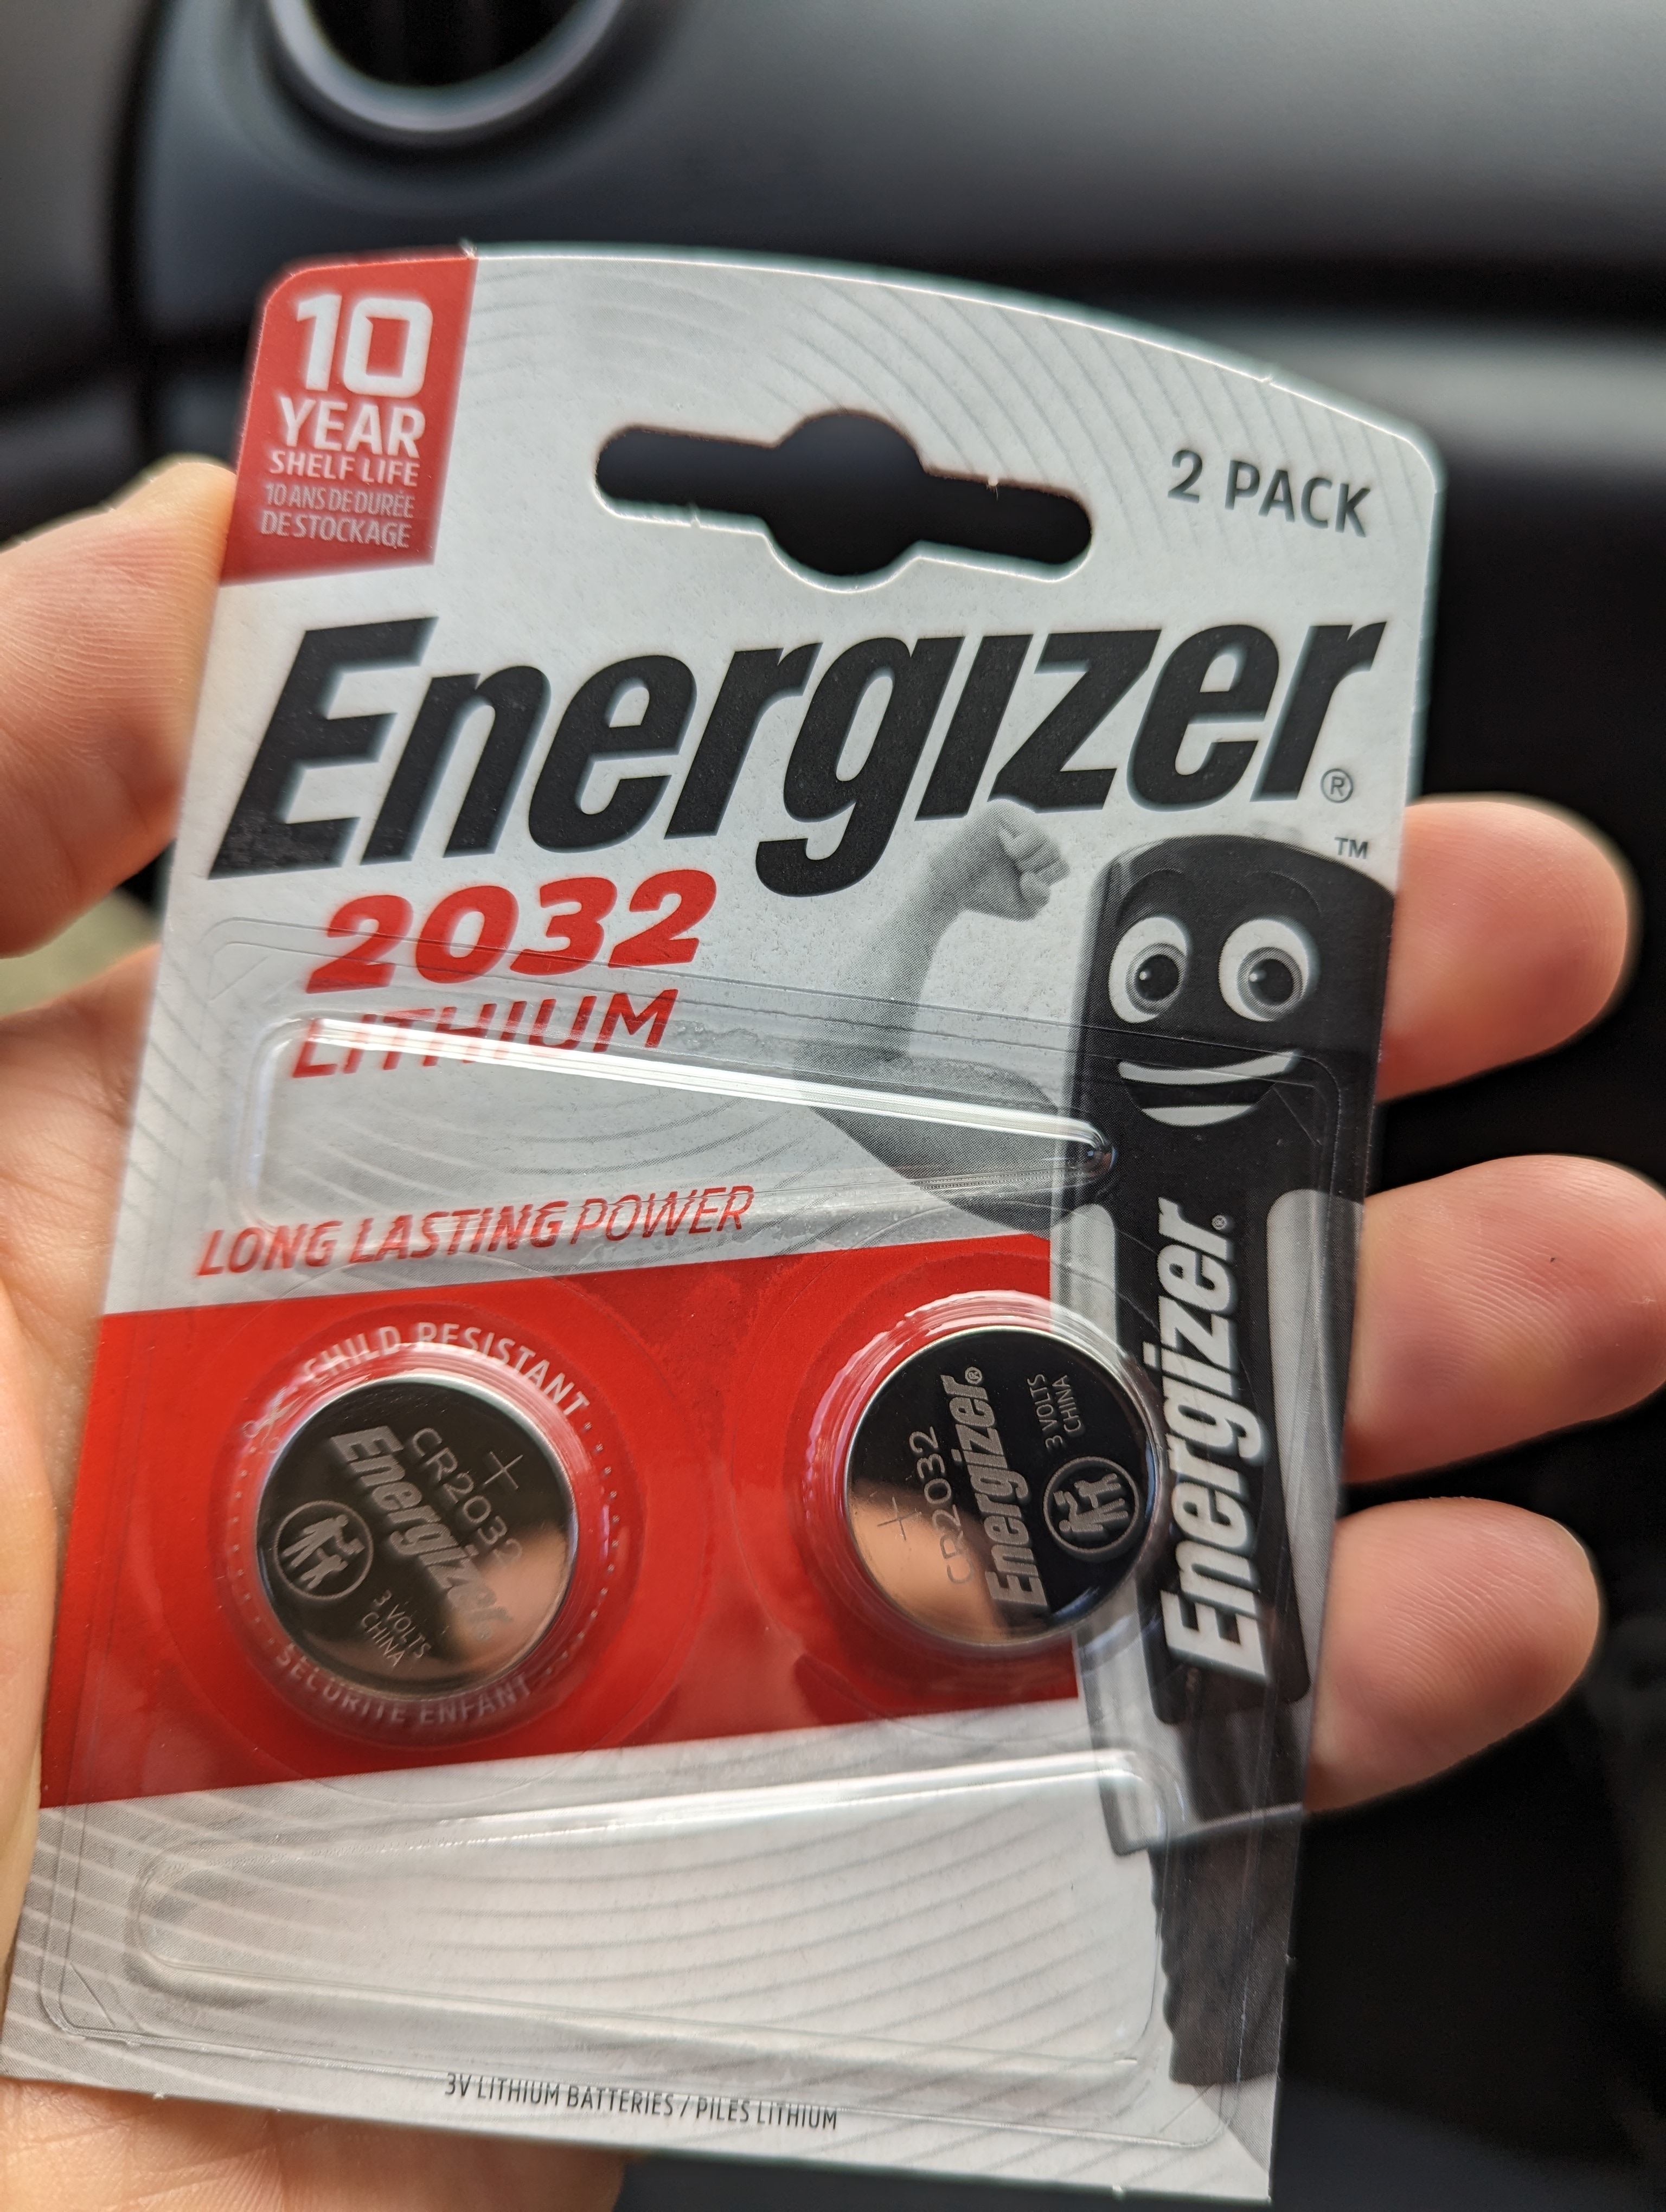 10
YEAR
SHELF LIFE
10 ANS DE DURÉE
DE STOCKAGE
2 PACK
Energizer®
™
2032
LITHIUM
LONG LASTING POWER
Energizer®
CHILD RESISTANT
+
CR2032
Energizer®
3 VOLTS
CHINA
SÉCURITÉ ENFANT
+
CR2032
Energizer®
3 VOLTS
CHINA
3V LITHIUM BATTERIES / PILES LITHIUM